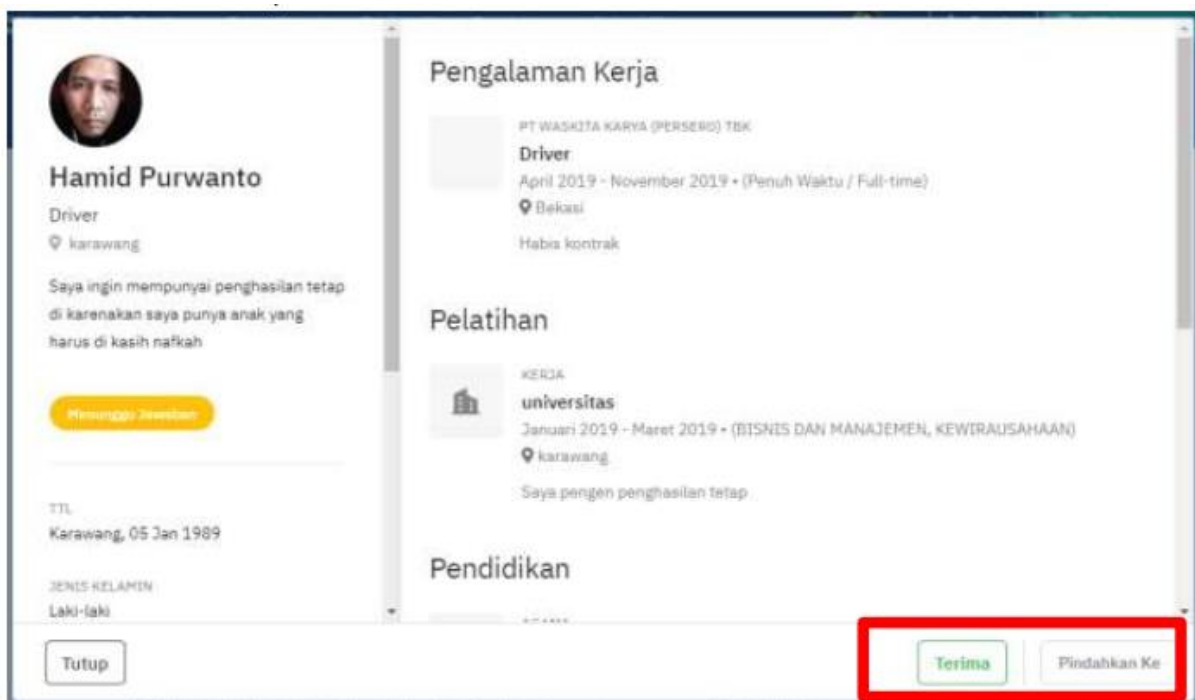 Hamid Purwanto
Driver
karawang
Saya ingin mempunyai penghasilan tetap
di karenakan saya punya anak yang
harus di kasih nafkah
Menunggu Jawaban
TTL
Karawang, 05 Jan 1989
JENIS KELAMIN
Laki-laki
Pengalaman Kerja
PT WASKITA KARYA (PERSERO) TBK
Driver
April 2019 - November 2019 • (Penuh Waktu / Full-time)
Bekasi
Habis kontrak
Pelatihan
KERJA
universitas
Januari 2019 - Maret 2019 • (BISNIS DAN MANAJEMEN, KEWIRAUSAHAAN)
karawang
Saya pengen penghasilan tetap
Pendidikan
Tutup
Terima
Pindahkan Ke